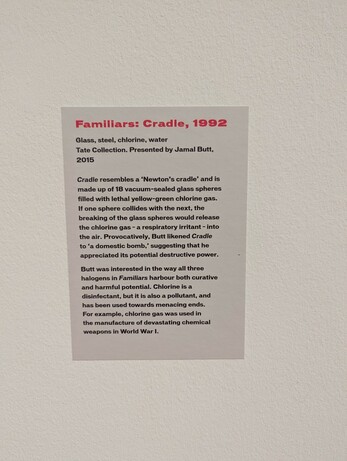 Familiars: Cradle, 1992
Glass, steel, chlorine, water
Tate Collection. Presented by Jamal Butt,
2015
Cradle resembles a 'Newton's cradle' and is
made up of 18 vacuum-sealed glass spheres
filled with lethal yellow-green chlorine gas.
If one sphere collides with the next, the
breaking of the glass spheres would release
the chlorine gas - a respiratory irritant - into
the air. Provocatively, Butt likened Cradle
to 'a domestic bomb,' suggesting that he
appreciated its potential destructive power.
Butt was interested in the way all three
halogens in Familiars harbour both curative
and harmful potential. Chlorine is a
disinfectant, but it is also a pollutant, and
has been used towards menacing ends.
For example, chlorine gas was used in
the manufacture of devastating chemical
weapons in World War I.